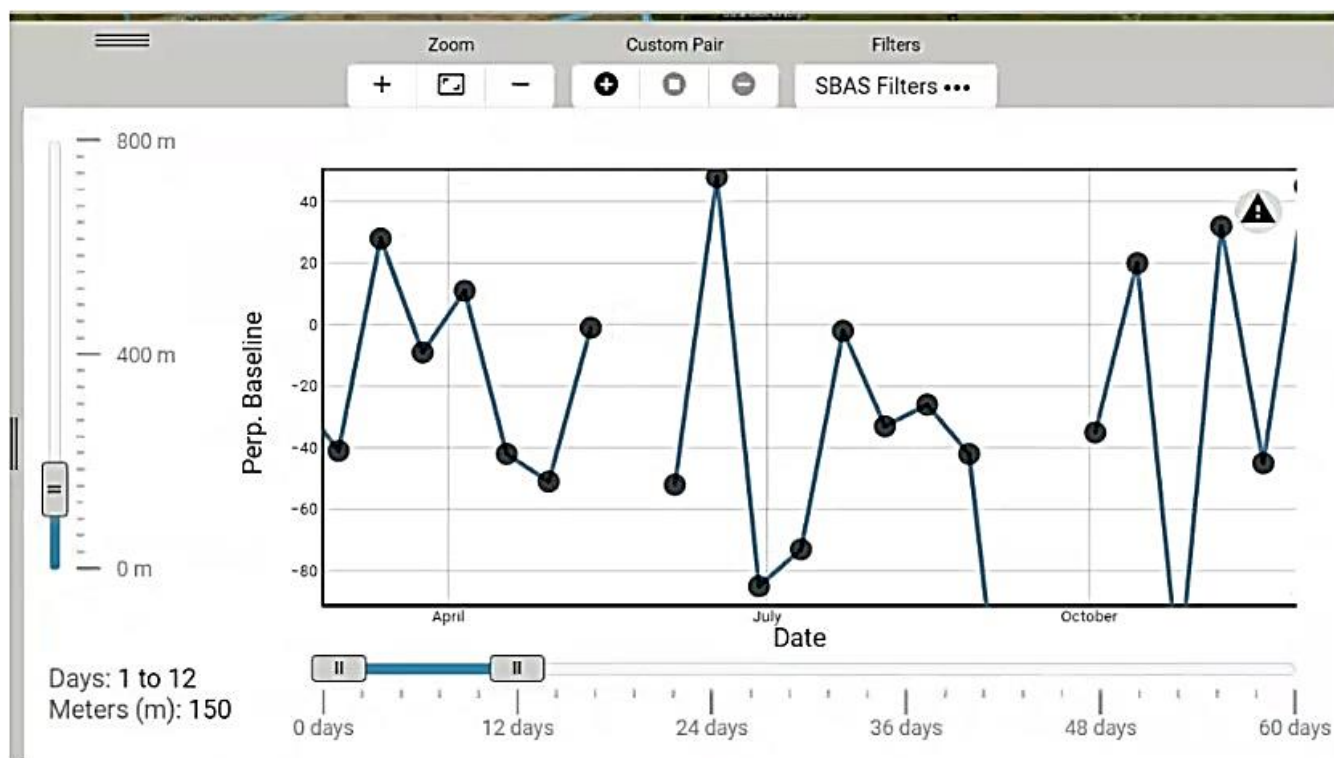 Zoom Custom Pair Filters
+ − SBAS Filters •••
800 m
400 m
0 m
Perp. Baseline
40
20
0
−20
−40
−60
−80
April July October
Date
Days: 1 to 12
Meters (m): 150
0 days 12 days 24 days 36 days 48 days 60 days